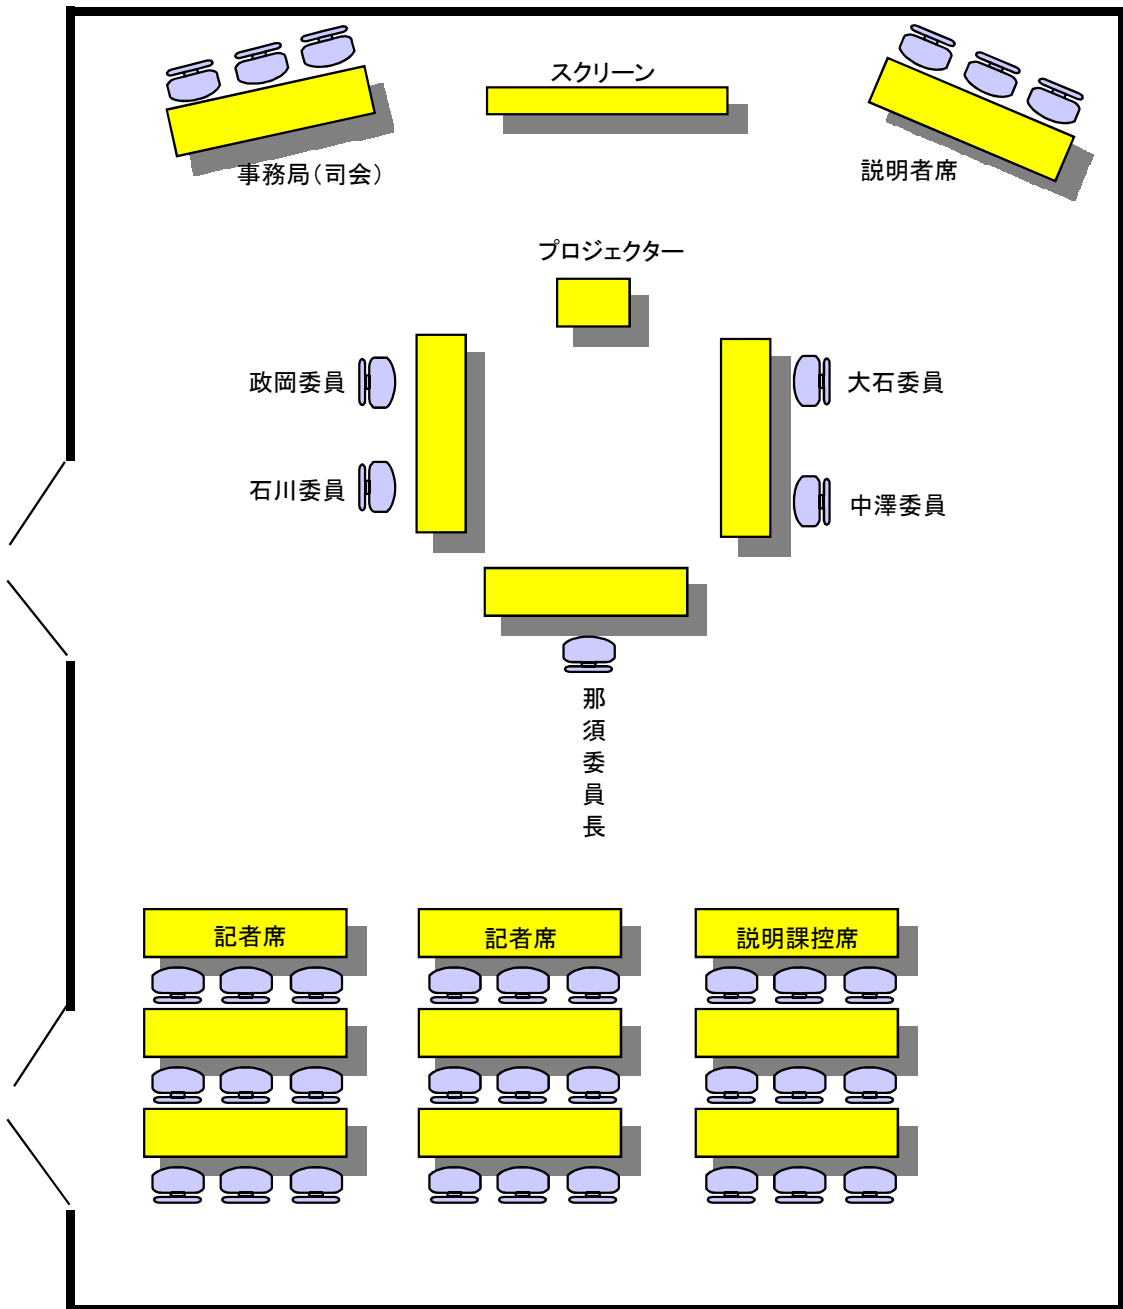 スクリーン
事務局（司会）
説明者席
プロジェクター
政岡委員
大石委員
石川委員
中澤委員
那須委員長
記者席
記者席
説明課控席